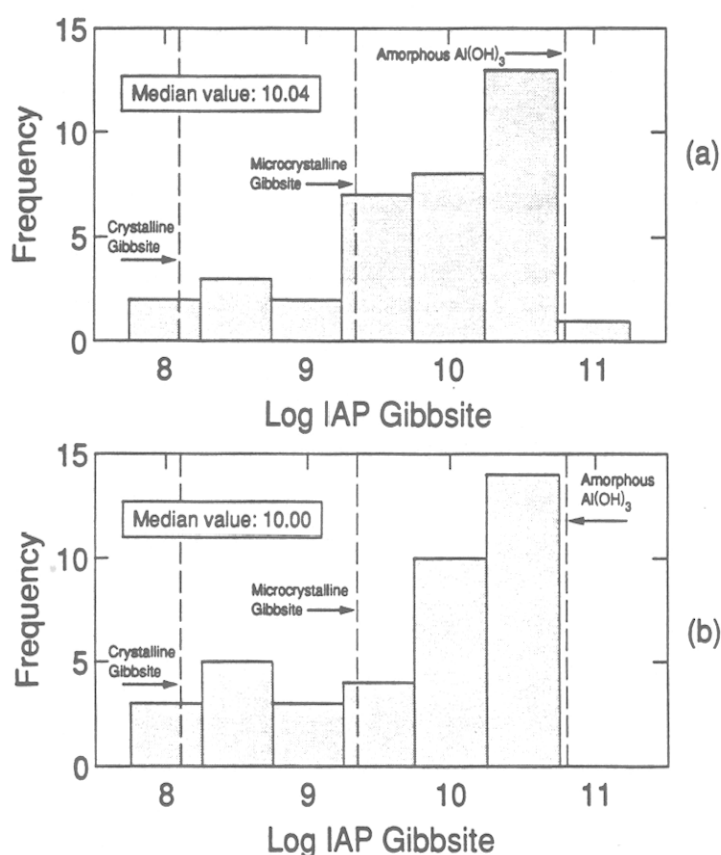 15
Amorphous Al(OH)3
Median value: 10.04
10
Microcrystalline
Gibbsite
(a)
Frequency
5
Crystalline
Gibbsite
0
8 9 10 11
Log IAP Gibbsite
15
Amorphous
Al(OH)3
Median value: 10.00
10
Microcrystalline
Gibbsite
(b)
Frequency
5
Crystalline
Gibbsite
0
8 9 10 11
Log IAP Gibbsite